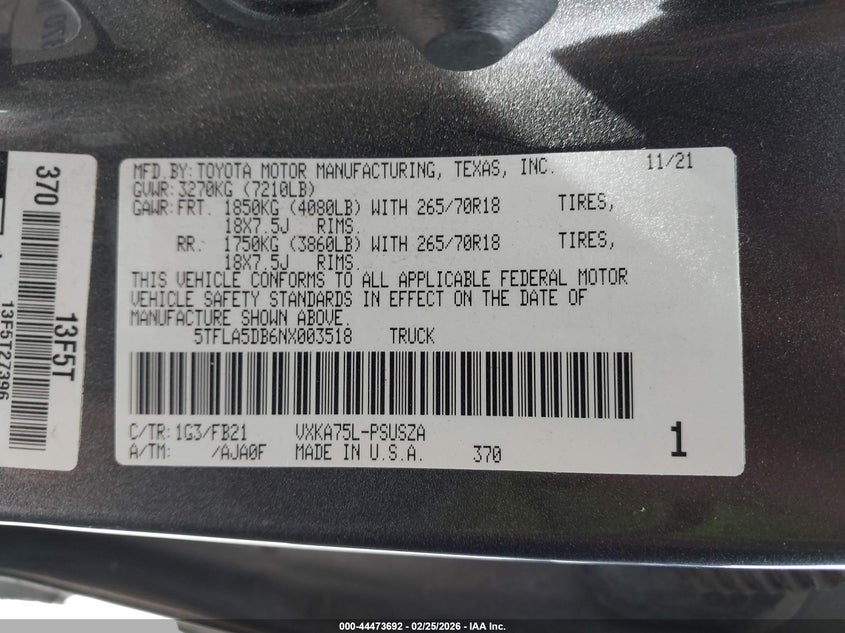 370
13F5T
13F5T27396
MFD.BY:TOYOTA MOTOR MANUFACTURING, TEXAS, INC. 11/21
GVWR:3270KG (7210LB)
GAWR:FRT. 1850KG (4080LB) WITH 265/70R18 TIRES,
18X7.5J RIMS.
RR. 1750KG (3860LB) WITH 265/70R18 TIRES,
18X7.5J RIMS.
THIS VEHICLE CONFORMS TO ALL APPLICABLE FEDERAL MOTOR
VEHICLE SAFETY STANDARDS IN EFFECT ON THE DATE OF
MANUFACTURE SHOWN ABOVE.
5TFLA5DB6NX003518 TRUCK
C/TR:1G3/FB21 VXKA75L-PSUSZA
A/TM: /AJA0F MADE IN U.S.A. 370 1
000-44473692 - 02/25/2026 - IAA Inc.